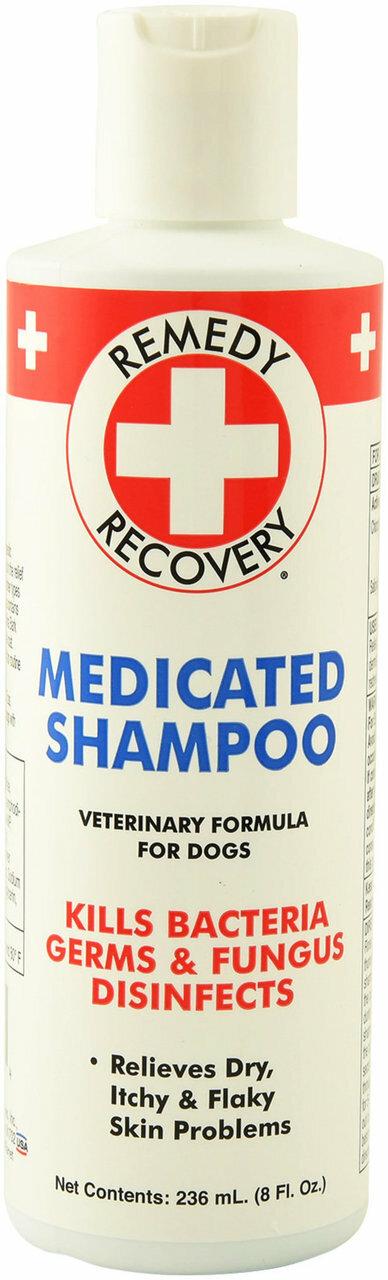 REMEDY
RECOVERY®
MEDICATED
SHAMPOO
VETERINARY FORMULA
FOR DOGS
KILLS BACTERIA
GERMS & FUNGUS
DISINFECTS
• Relieves Dry,
Itchy & Flaky
Skin Problems
Net Contents: 236 mL. (8 Fl. Oz.)
USA